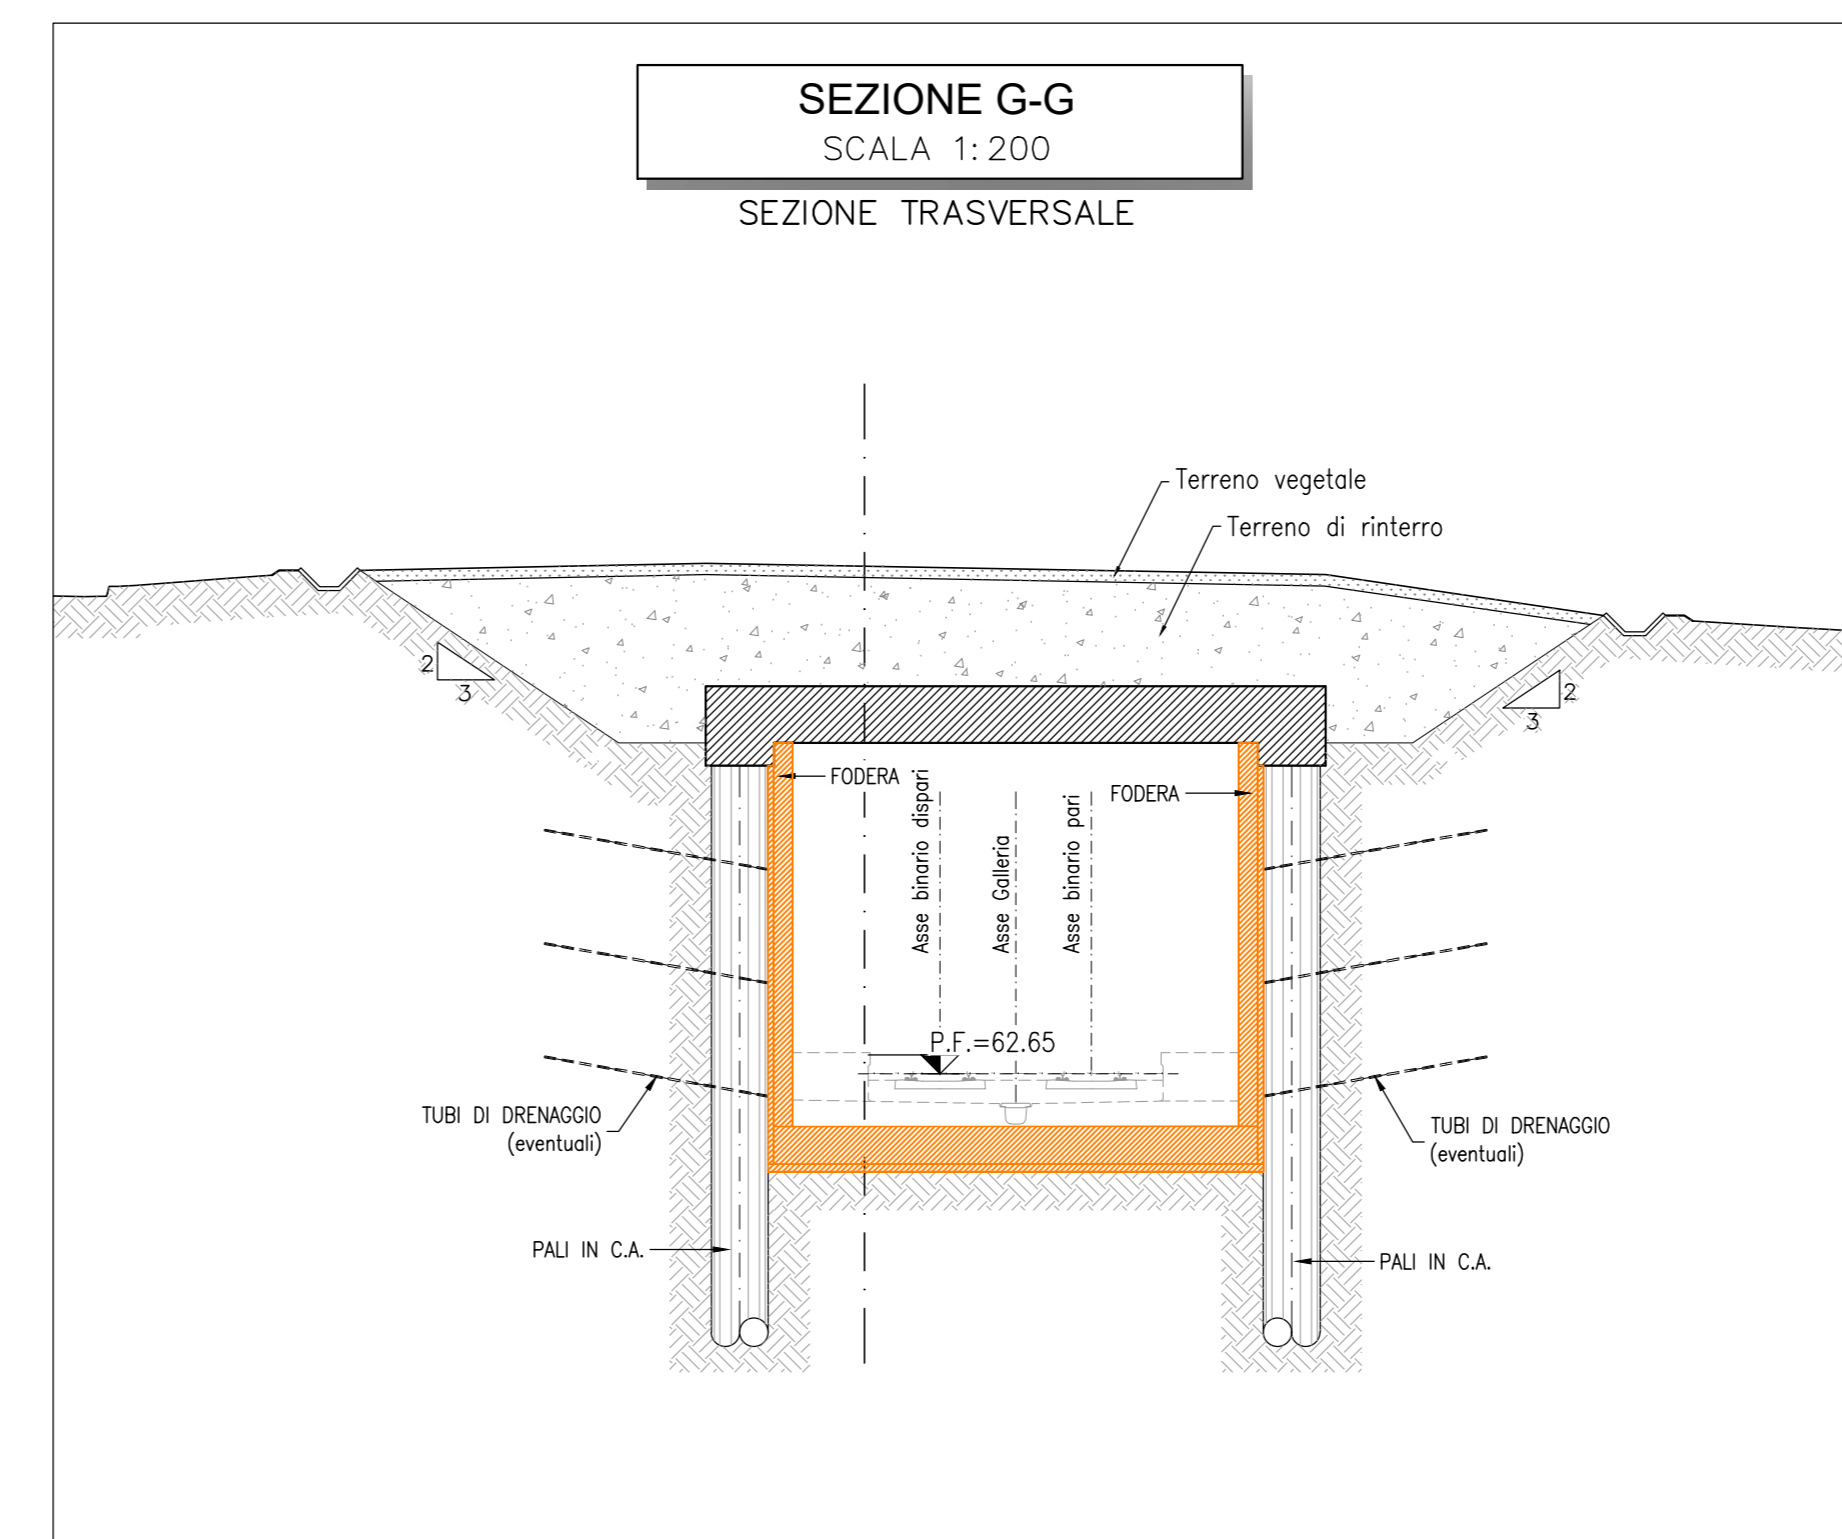 SEZIONE G-G
SCALA 1:200
SEZIONE TRASVERSALE
Terreno vegetale
Terreno di rinterro
2
3
2
3
FODERA
FODERA
Asse binario dispari
Asse Galleria
Asse binario pari
P.F.=62.65
TUBI DI DRENAGGIO
(eventuali)
TUBI DI DRENAGGIO
(eventuali)
PALI IN C.A.
PALI IN C.A.